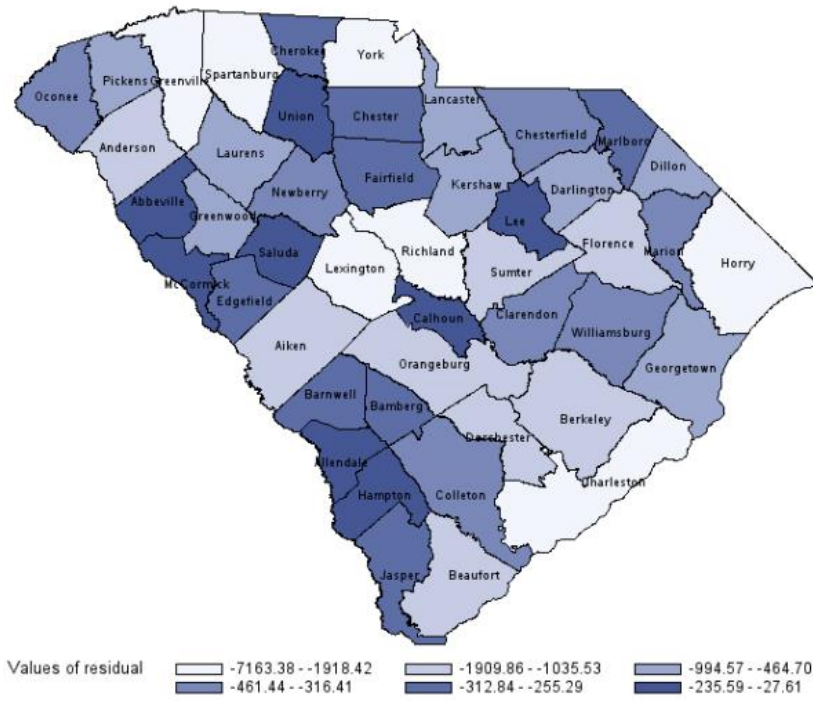 Cherokee
York
Spartanburg
Greenville
Pickens
Oconee
Lancaster
Union
Chester
Chesterfield
Marlboro
Anderson
Laurens
Dillon
Fairfield
Kershaw
Darlington
Newberry
Abbeville
Greenwood
Lee
Florence
Marion
Saluda
Richland
Horry
Lexington
Sumter
McCormick
Edgefield
Calhoun
Clarendon
Williamsburg
Aiken
Orangeburg
Georgetown
Barnwell
Bamberg
Berkeley
Dorchester
Allendale
Charleston
Hampton
Colleton
Jasper
Beaufort
Values of residual -7163.38 - -1918.42 -1909.86 - -1035.53 -994.57 - -464.70
-461.44 - -316.41 -312.84 - -255.29 -235.59 - -27.61